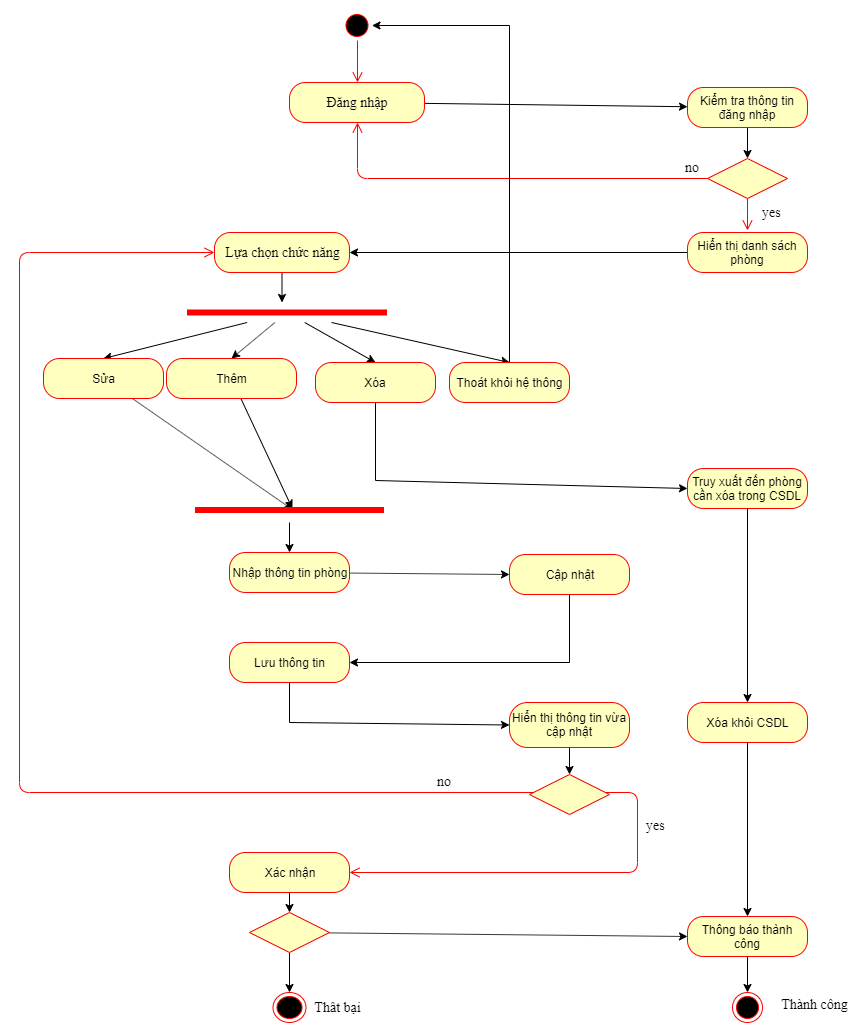 Đăng nhập
Kiểm tra thông tin
đăng nhập
no
yes
Hiển thị danh sách
phòng
Lựa chọn chức năng
Sửa
Thêm
Xóa
Thoát khỏi hệ thông
Truy xuất đến phòng
cần xóa trong CSDL
Nhập thông tin phòng
Cập nhật
Lưu thông tin
Hiển thị thông tin vừa
cập nhật
Xóa khỏi CSDL
no
yes
Xác nhận
Thông báo thành
công
Thât bại
Thành công